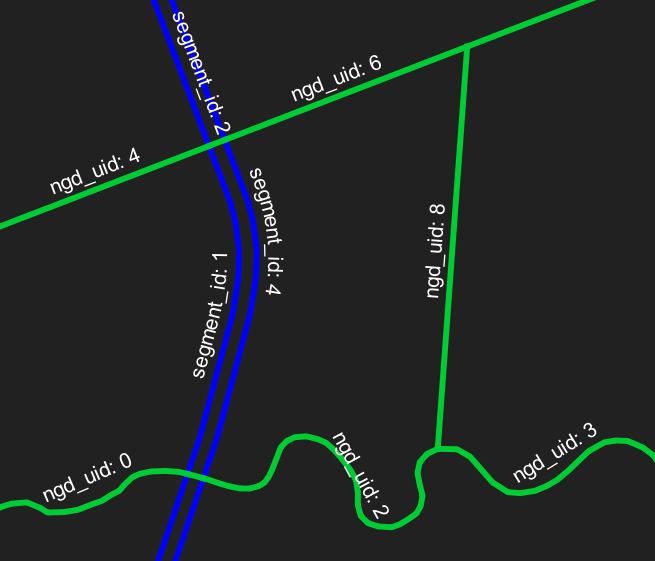 segment_id: 2
ngd_uid: 6
ngd_uid: 4
segment_id: 4
ngd_uid: 8
segment_id: 1
ngd_uid: 0
ngd_uid: 2
ngd_uid: 3